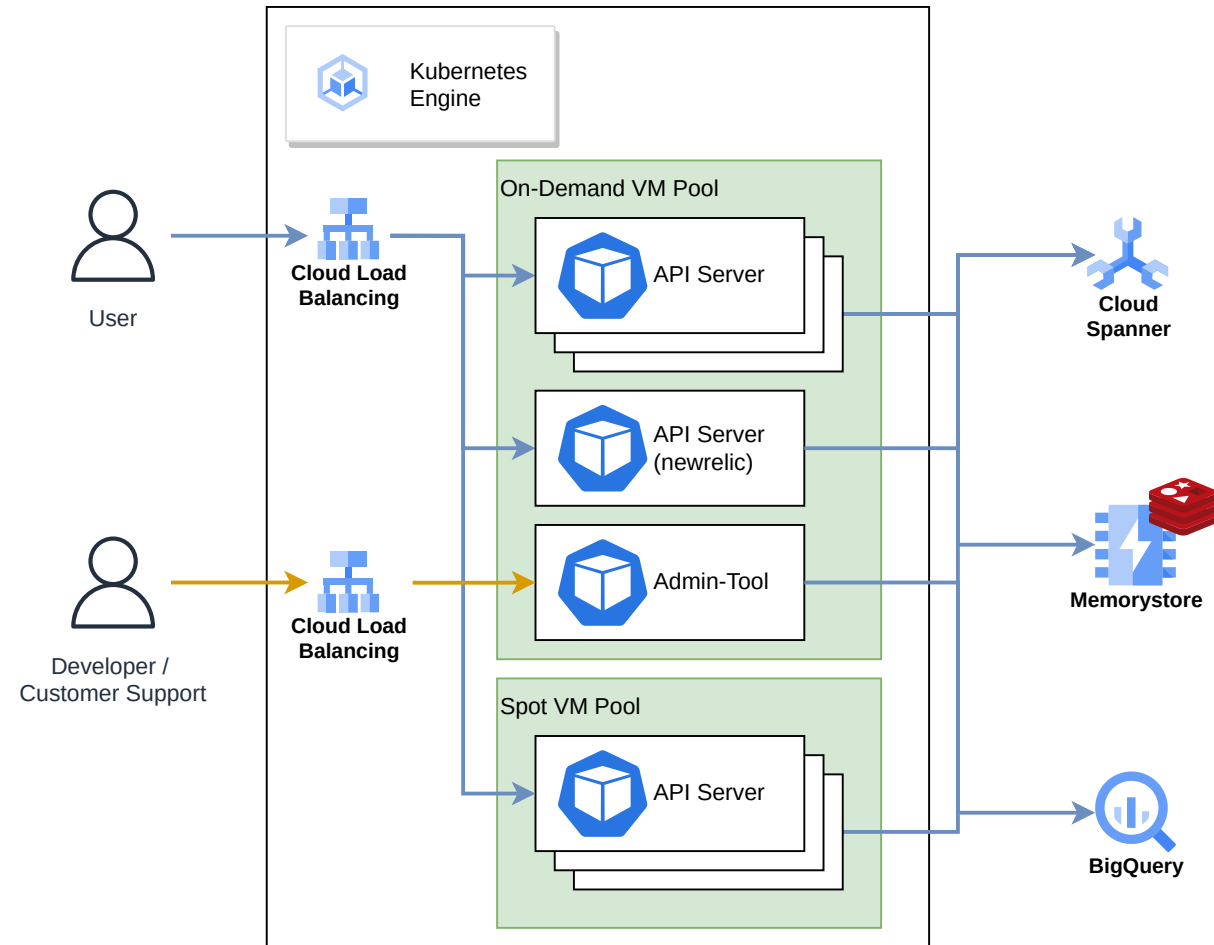 Kubernetes
Engine
On-Demand VM Pool
API Server
Cloud Load
Balancing
User
Cloud
Spanner
API Server
(newrelic)
Admin-Tool
Cloud Load
Balancing
Developer /
Customer Support
Memorystore
Spot VM Pool
API Server
BigQuery